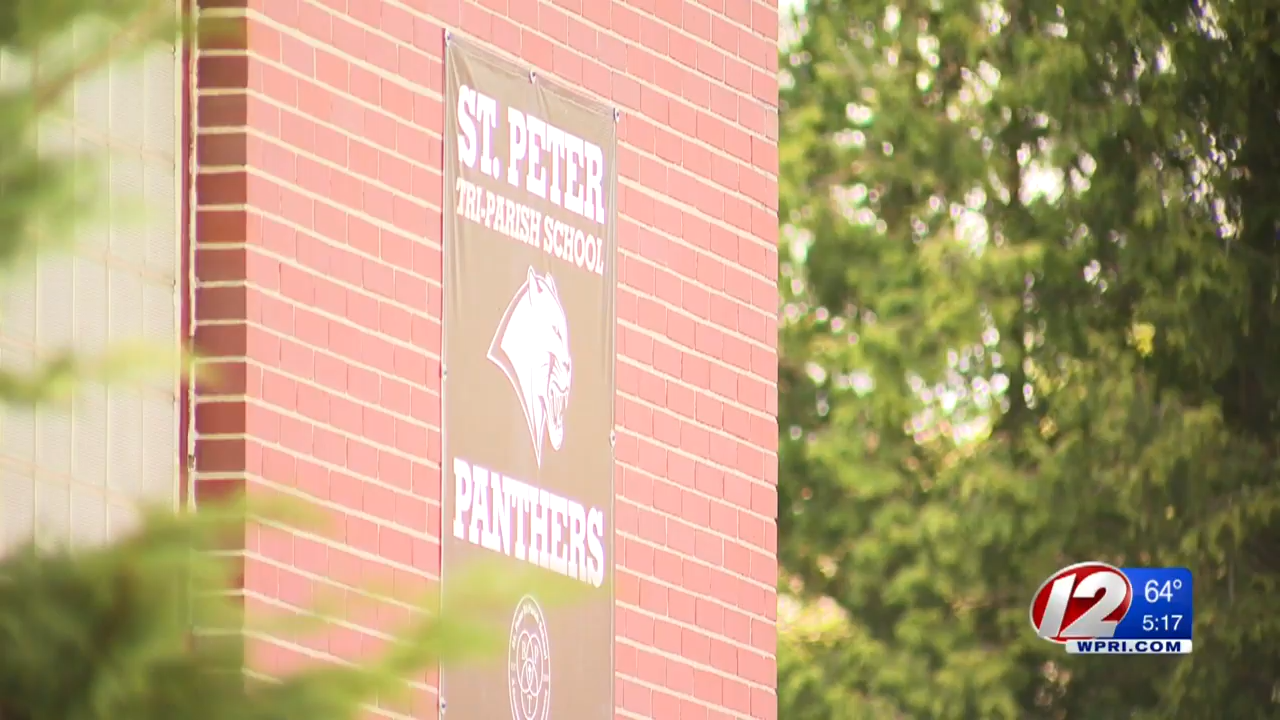 ST. PETER
TRI-PARISH SCHOOL
PANTHERS
12
64°
5:17
WPRI.COM